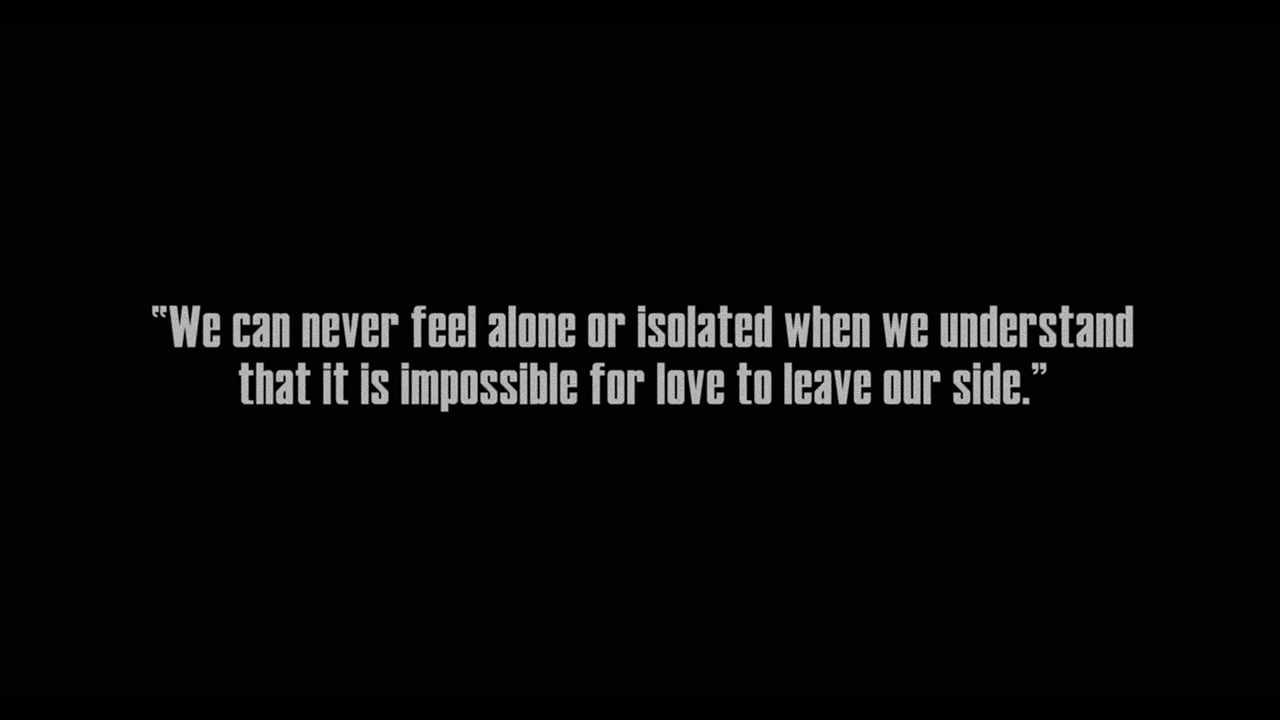 “We can never feel alone or isolated when we understand
that it is impossible for love to leave our side.”